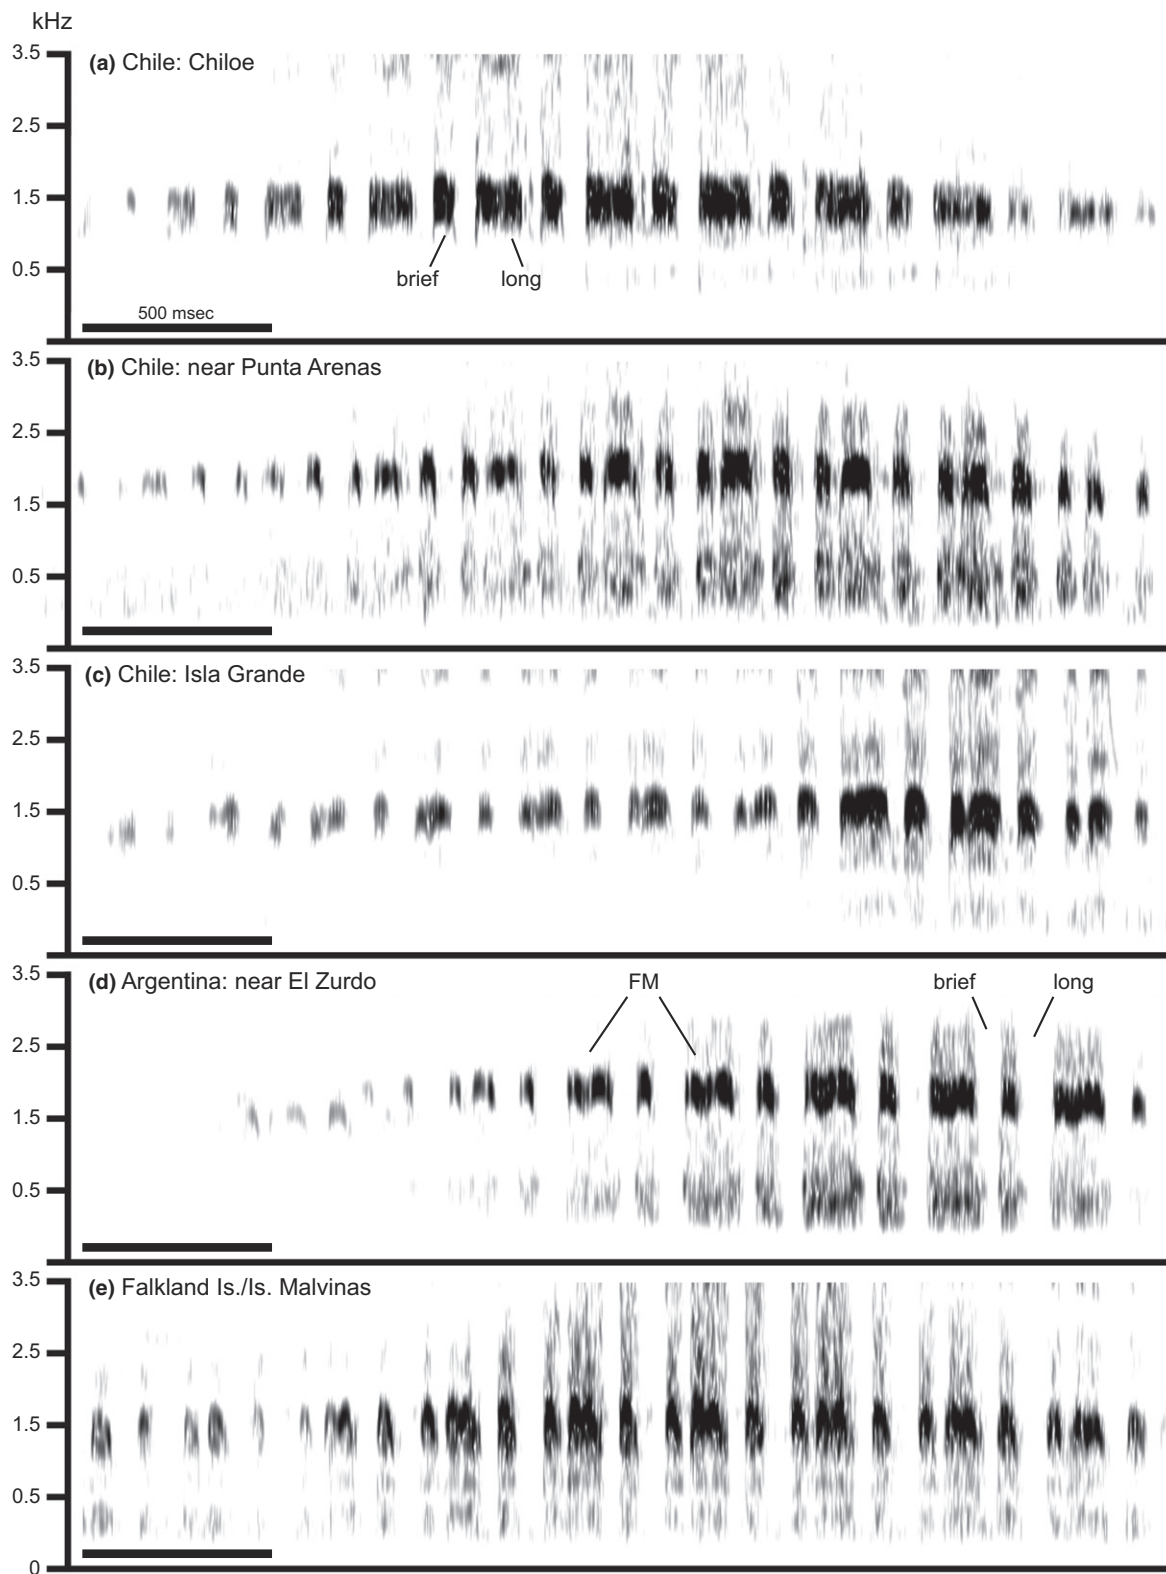 kHz
3.5
(a) Chile: Chiloe
2.5
1.5
brief long
0.5
500 msec
3.5
(b) Chile: near Punta Arenas
2.5
1.5
0.5
3.5
(c) Chile: Isla Grande
2.5
1.5
0.5
3.5
(d) Argentina: near El Zurdo FM brief long
2.5
1.5
0.5
3.5
(e) Falkland Is./Is. Malvinas
2.5
1.5
0.5
0